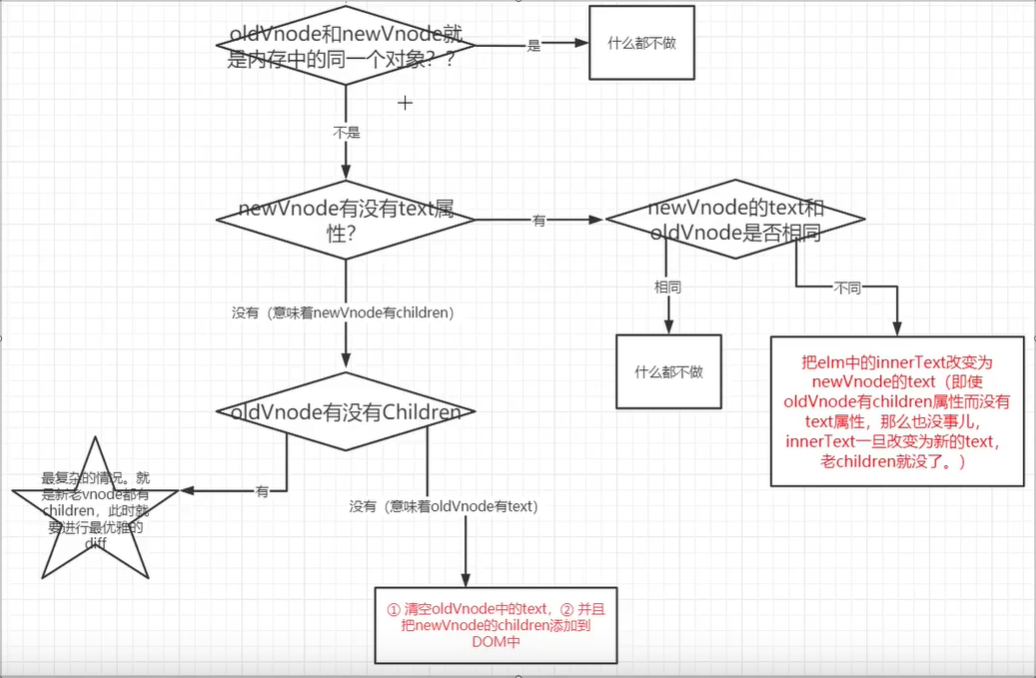 oldVnode和newVnode就
是内存中的同一个对象？？
是
什么都不做
不是
newVnode有没有text属
性？
有
newVnode的text和
oldVnode是否相同
没有（意味着newVnode有children）
相同
不同
什么都不做
把elm中的innerText改变为
newVnode的text（即使
oldVnode有children属性而没有
text属性，那么也没事儿，
innerText一旦改变为新的text，
老children就没了。）
oldVnode有没有Children
有
最复杂的情况。就
是新老vnode都有
children，此时就
要进行最优雅的
diff
没有（意味着oldVnode有text）
① 清空oldVnode中的text，② 并且
把newVnode的children添加到
DOM中